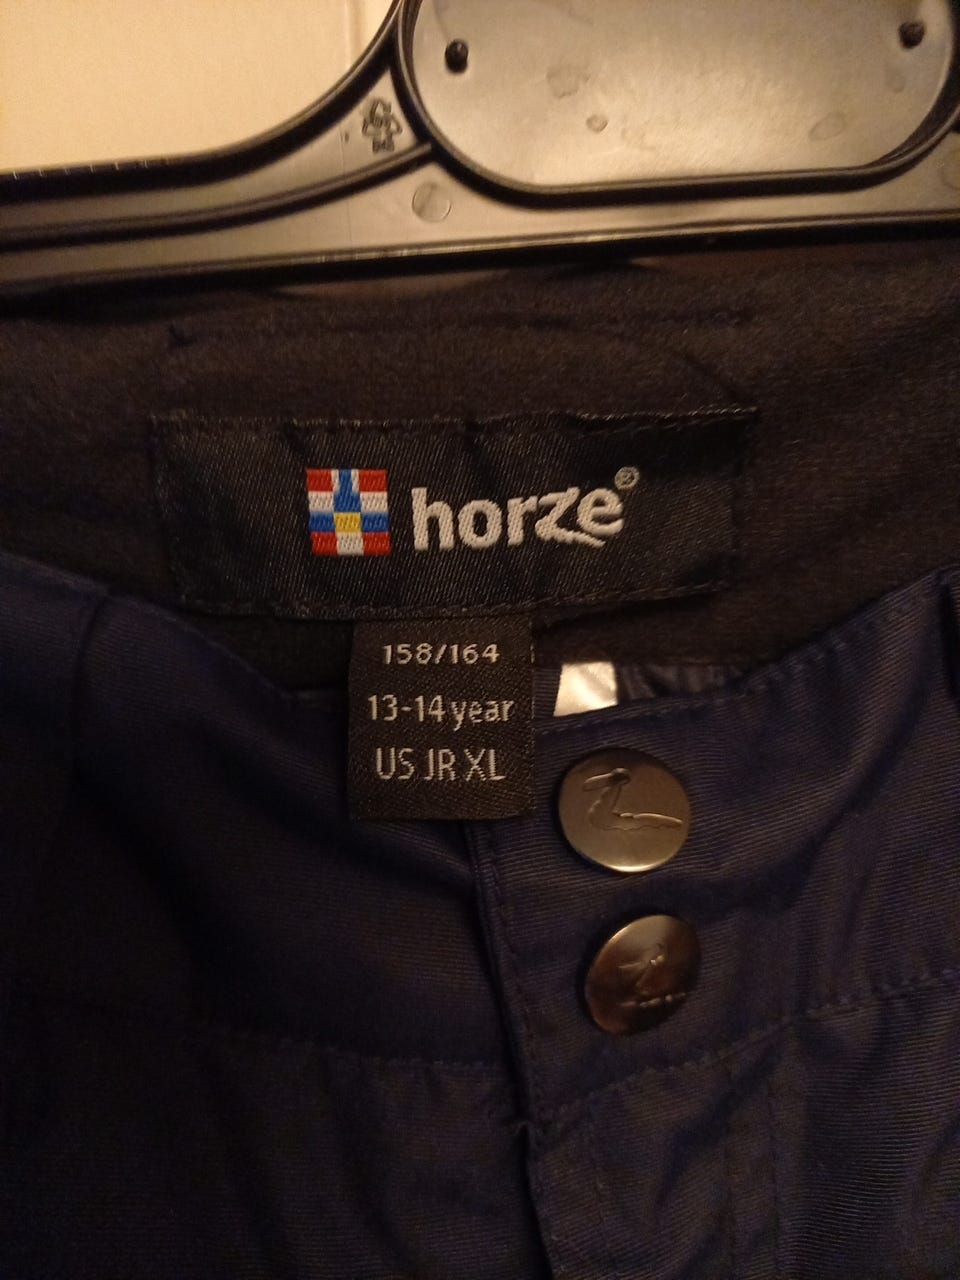 horze®
158/164
13-14 year
US JR XL